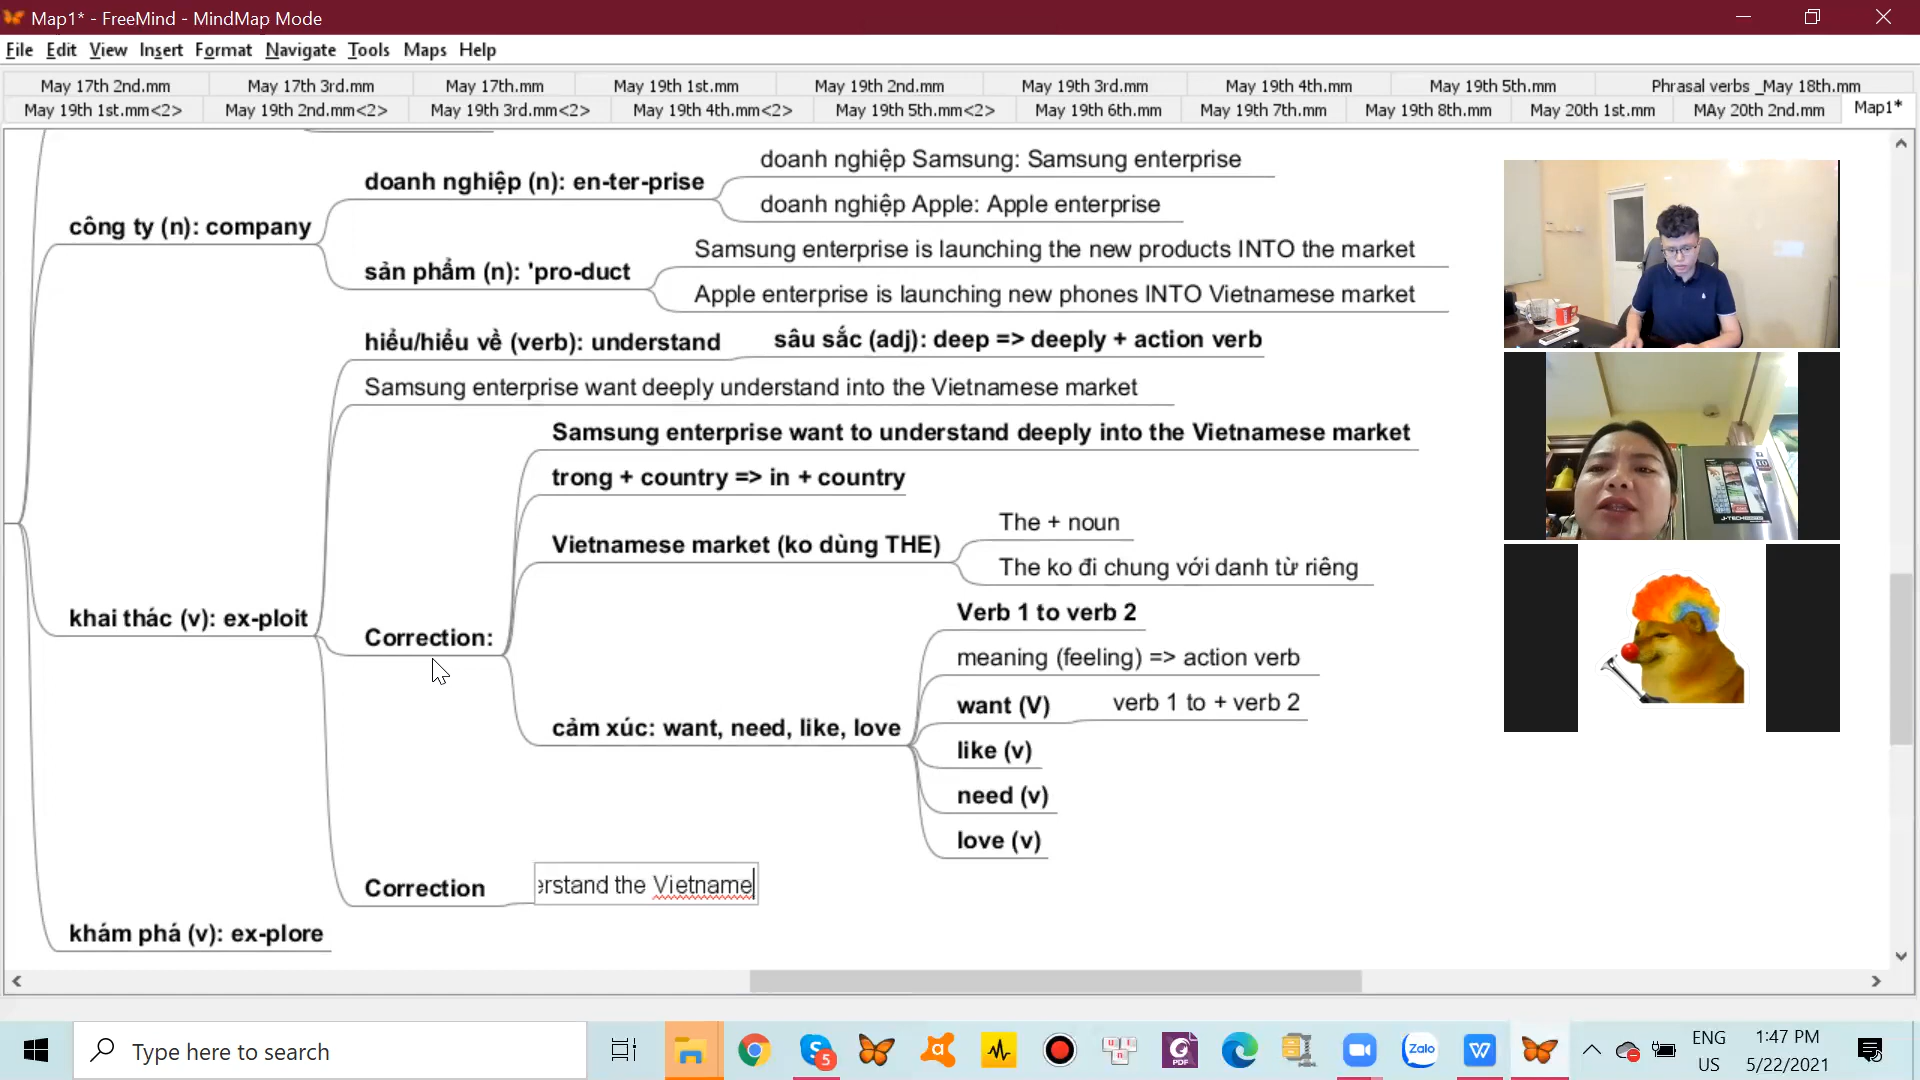 Map1* - FreeMind - MindMap Mode
File Edit View Insert Format Navigate Tools Maps Help
May 17th 2nd.mm May 17th 3rd.mm May 17th.mm May 19th 1st.mm May 19th 2nd.mm May 19th 3rd.mm May 19th 4th.mm May 19th 5th.mm Phrasal verbs _May 18th.mm
May 19th 1st.mm<2> May 19th 2nd.mm<2> May 19th 3rd.mm<2> May 19th 4th.mm<2> May 19th 5th.mm<2> May 19th 6th.mm May 19th 7th.mm May 19th 8th.mm May 20th 1st.mm MAy 20th 2nd.mm Map1*
công ty (n): company
doanh nghiệp (n): en-ter-prise
doanh nghiệp Samsung: Samsung enterprise
doanh nghiệp Apple: Apple enterprise
sản phẩm (n): 'pro-duct
Samsung enterprise is launching the new products INTO the market
Apple enterprise is launching new phones INTO Vietnamese market
khai thác (v): ex-ploit
hiểu/hiểu về (verb): understand
sâu sắc (adj): deep => deeply + action verb
Samsung enterprise want deeply understand into the Vietnamese market
Correction:
Samsung enterprise want to understand deeply into the Vietnamese market
trong + country => in + country
Vietnamese market (ko dùng THE)
The + noun
The ko đi chung với danh từ riêng
cảm xúc: want, need, like, love
Verb 1 to verb 2
meaning (feeling) => action verb
want (V)
verb 1 to + verb 2
like (v)
need (v)
love (v)
Correction
erstand the Vietname
khám phá (v): ex-plore
J-TECH
Type here to search
5
PDF
Zalo
ENG
US
1:47 PM
5/22/2021